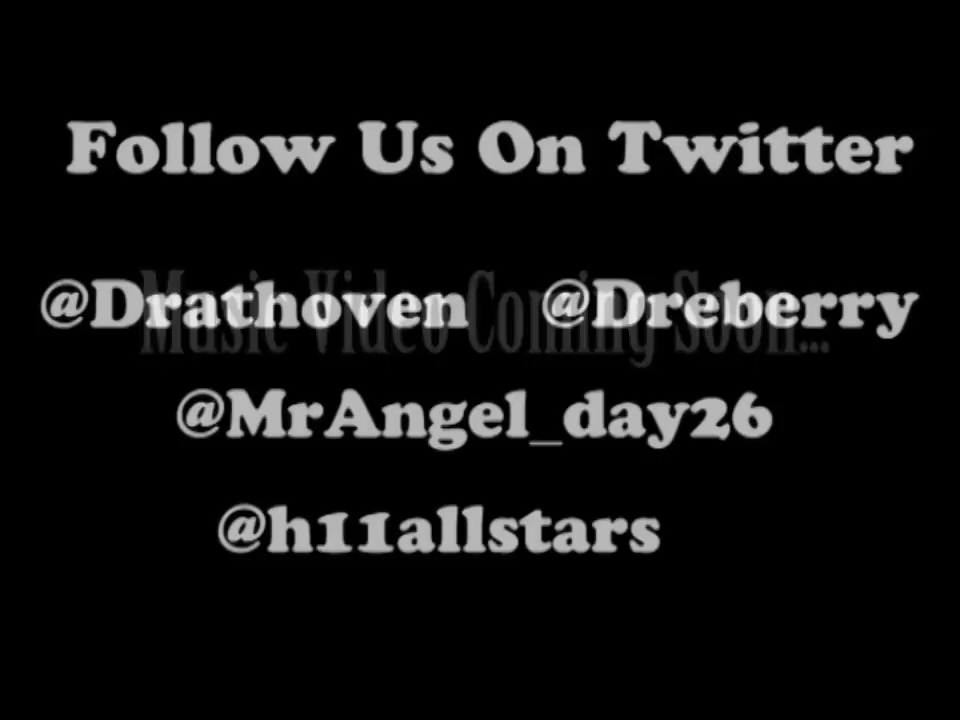 Follow Us On Twitter
@Drathoven @Dreberry
Music Video Coming Soon...
@MrAngel_day26
@h11allstars